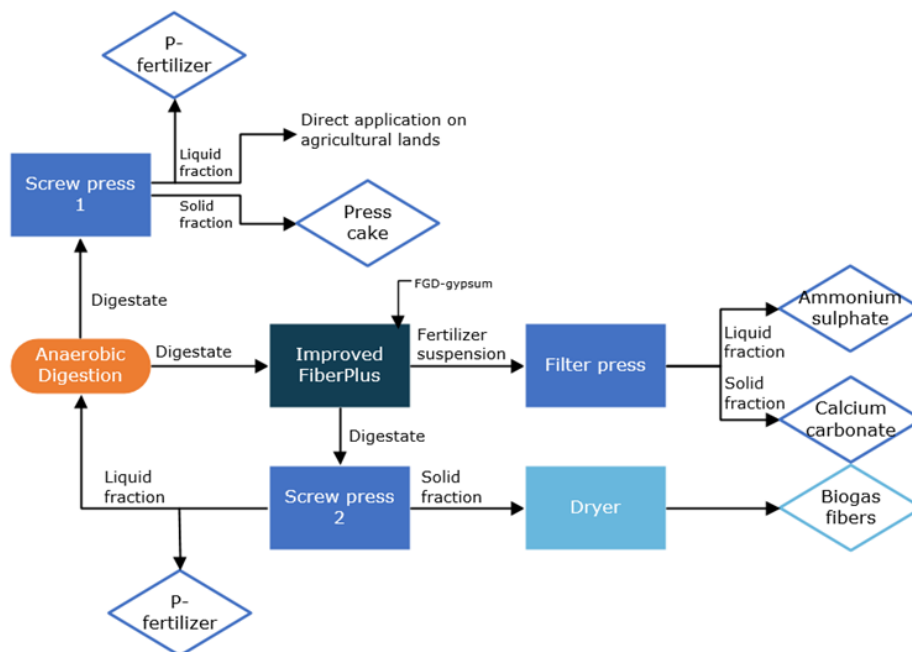 P-
fertilizer
Direct application on
agricultural lands
Liquid
fraction
Screw press
1
Solid
fraction
Press
cake
FGD-gypsum
Ammonium
sulphate
Digestate
Fertilizer
suspension
Liquid
fraction
Anaerobic
Digestion
Digestate
Improved
FiberPlus
Filter press
Solid
fraction
Calcium
carbonate
Digestate
Liquid
fraction
Screw press
2
Solid
fraction
Dryer
Biogas
fibers
P-
fertilizer